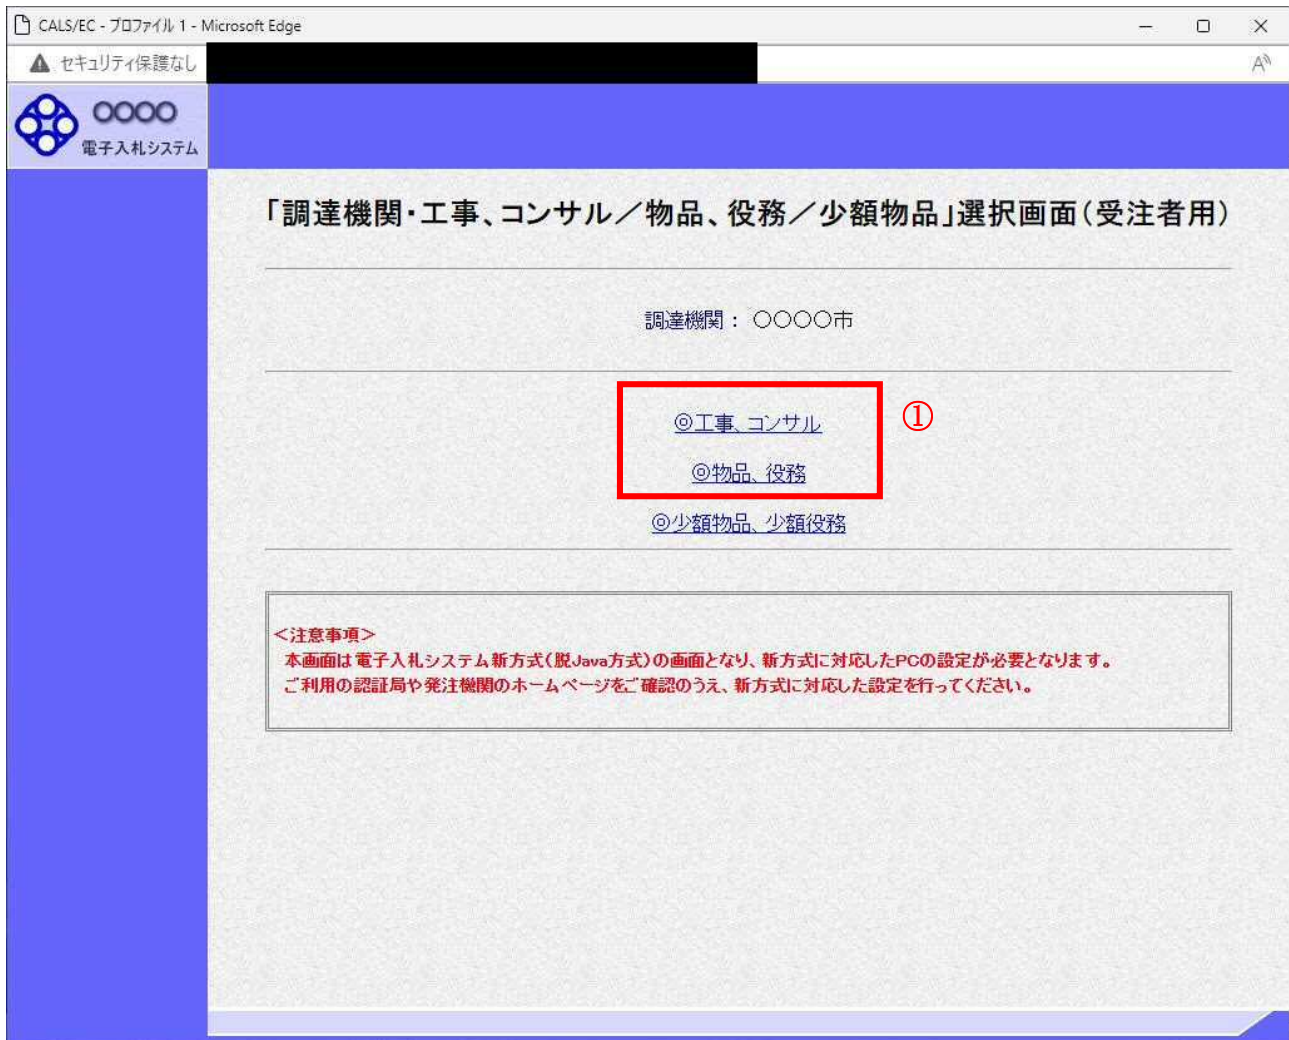 CALS/EC - プロファイル 1 - Microsoft Edge
セキュリティ保護なし
A
〇〇〇〇
電子入札システム
「調達機関・工事、コンサル／物品、役務／少額物品」選択画面（受注者用）
調達機関： 〇〇〇〇市
◎工事、コンサル
①
◎物品、役務
◎少額物品、少額役務
＜注意事項＞
本画面は電子入札システム新方式（脱Java方式）の画面となり、新方式に対応したPCの設定が必要となります。
ご利用の認証局や発注機関のホームページをご確認のうえ、新方式に対応した設定を行ってください。